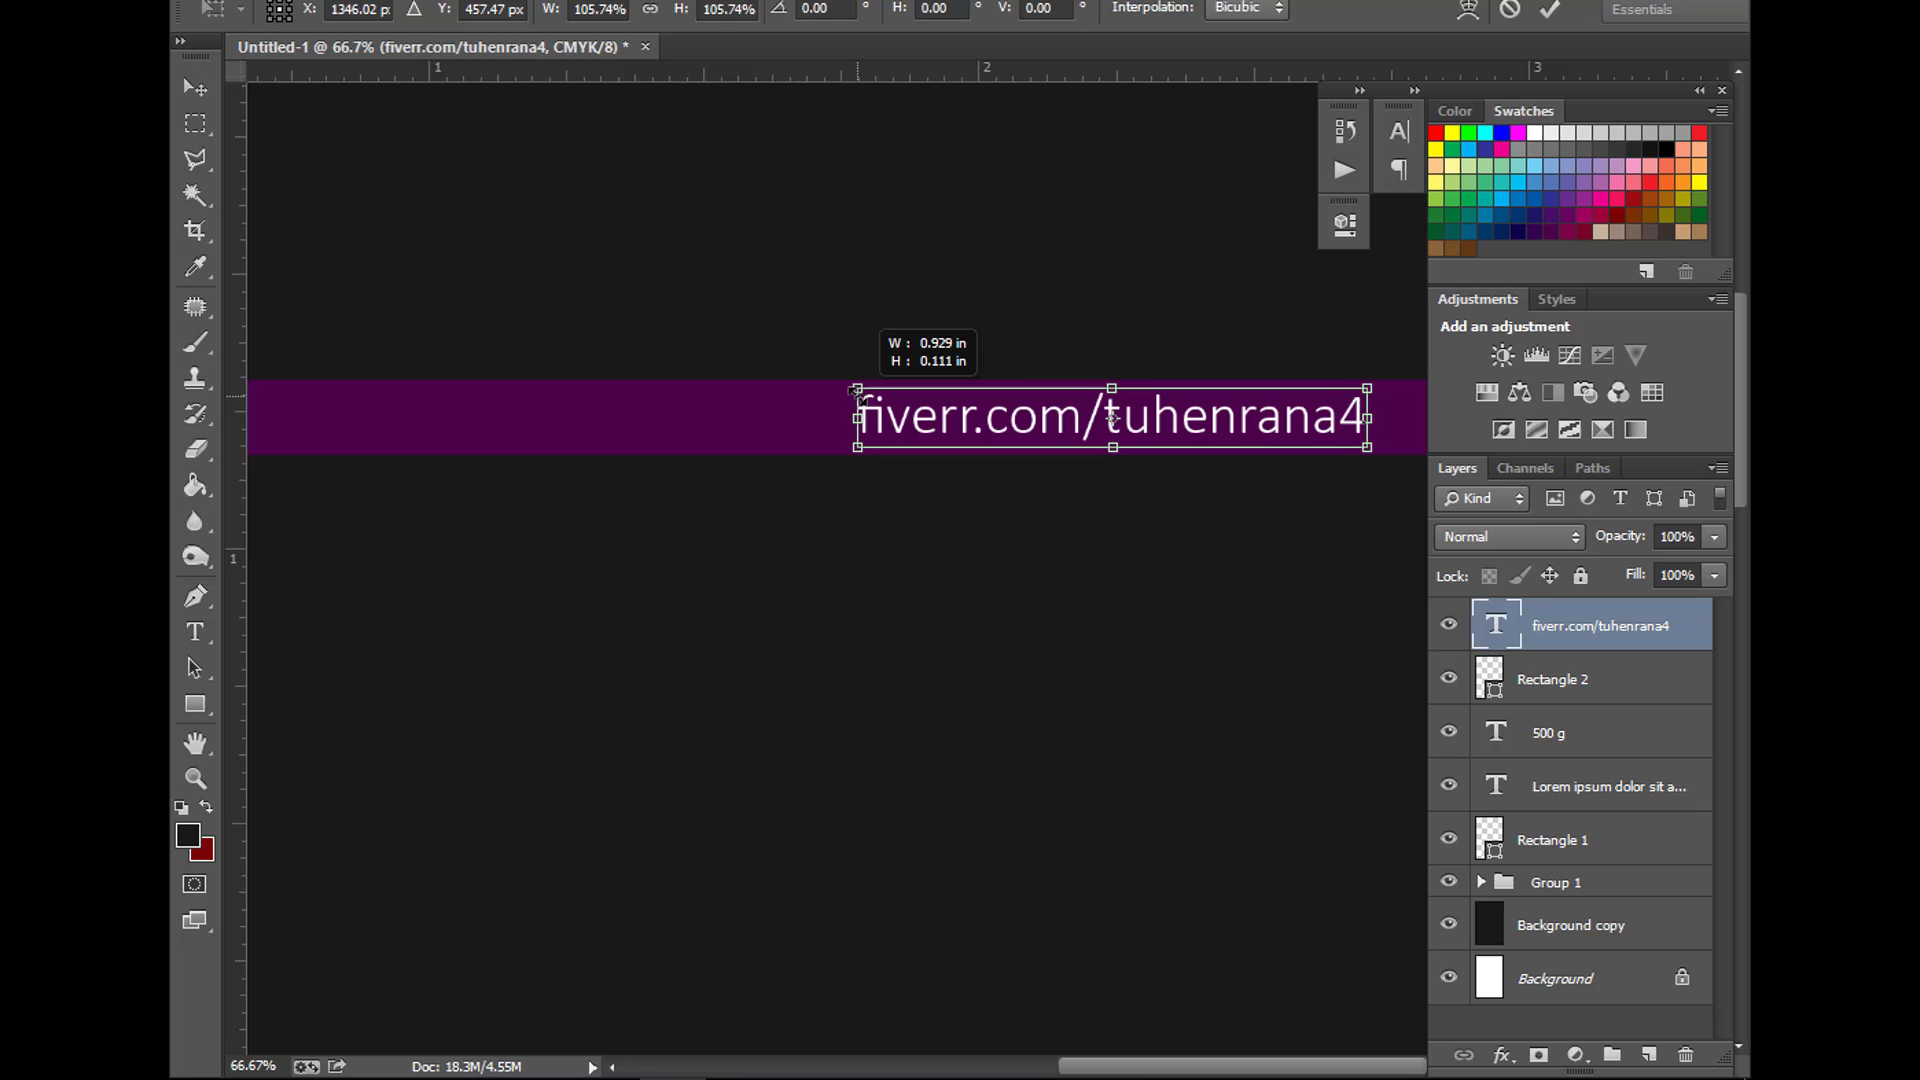 X: 1346.02 px Y: 457.47 px W: 105.74% H: 105.74% 0.00 ° H: 0.00 ° V: 0.00 ° Interpolation: Bicubic Essentials
Untitled-1 @ 66.7% (fiverr.com/tuhenrana4, CMYK/8) * ×
1 2 3
Color Swatches
W : 0.929 in
H : 0.111 in
fiverr.com/tuhenrana4
1
Adjustments Styles
Add an adjustment
Layers Channels Paths
Kind
Normal Opacity: 100%
Lock: Fill: 100%
fiverr.com/tuhenrana4
Rectangle 2
500 g
Lorem ipsum dolor sit a...
Rectangle 1
Group 1
Background copy
Background
66.67% Doc: 18.3M/4.55M